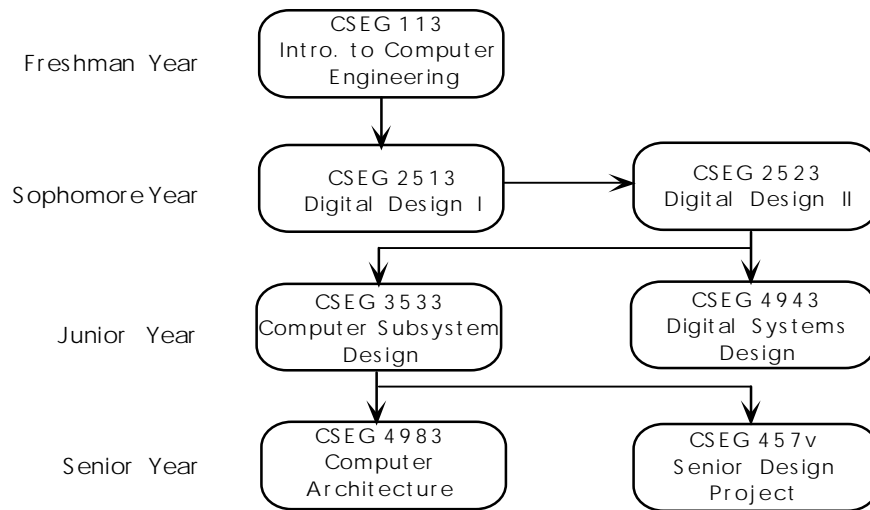 Freshman Year
CSEG 113
Intro. to Computer
Engineering
Sophomore Year
CSEG 2513
Digital Design I
CSEG 2523
Digital Design II
Junior Year
CSEG 3533
Computer Subsystem
Design
CSEG 4943
Digital Systems
Design
Senior Year
CSEG 4983
Computer
Architecture
CSEG 457v
Senior Design
Project